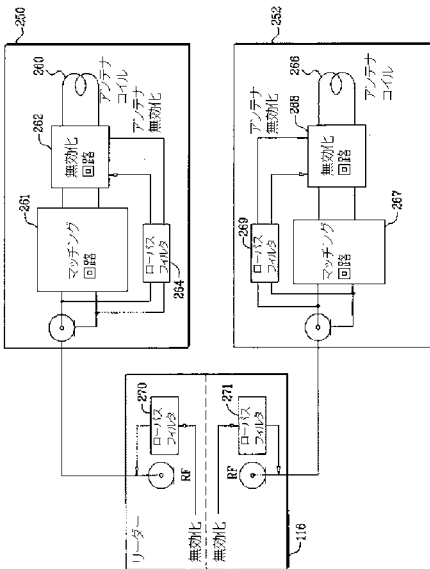 250
260
アンテナ
コイル
262
無効化
回路
アンテナ
無効化
261
マッチング
回路
ローパス
フィルタ
264
252
266
アンテナ
コイル
アンテナ
無効化
268
無効化
回路
267
269
ローパス
フィルタ
マッチング
回路
リーダー
270
ローパス
フィルタ
RF
無効化
271
ローパス
フィルタ
RF
無効化
116